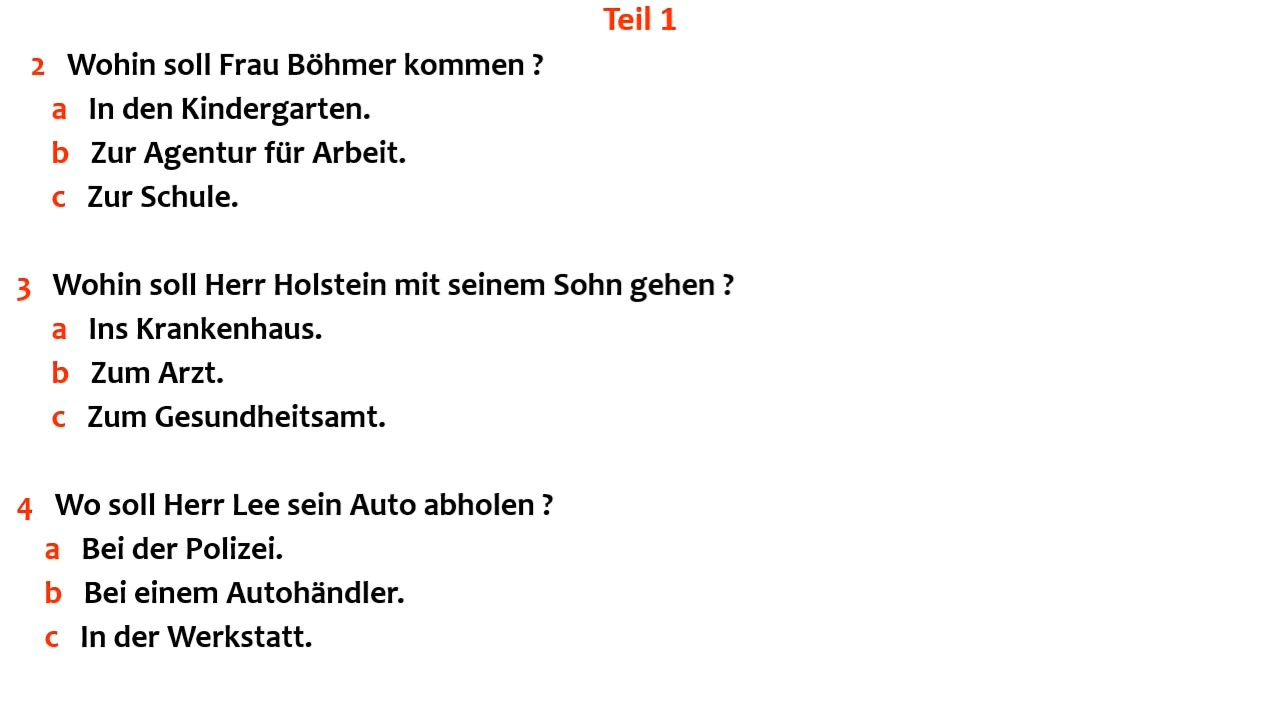 Teil 1
2 Wohin soll Frau Böhmer kommen ?
a In den Kindergarten.
b Zur Agentur für Arbeit.
c Zur Schule.
3 Wohin soll Herr Holstein mit seinem Sohn gehen ?
a Ins Krankenhaus.
b Zum Arzt.
c Zum Gesundheitsamt.
4 Wo soll Herr Lee sein Auto abholen ?
a Bei der Polizei.
b Bei einem Autohändler.
c In der Werkstatt.